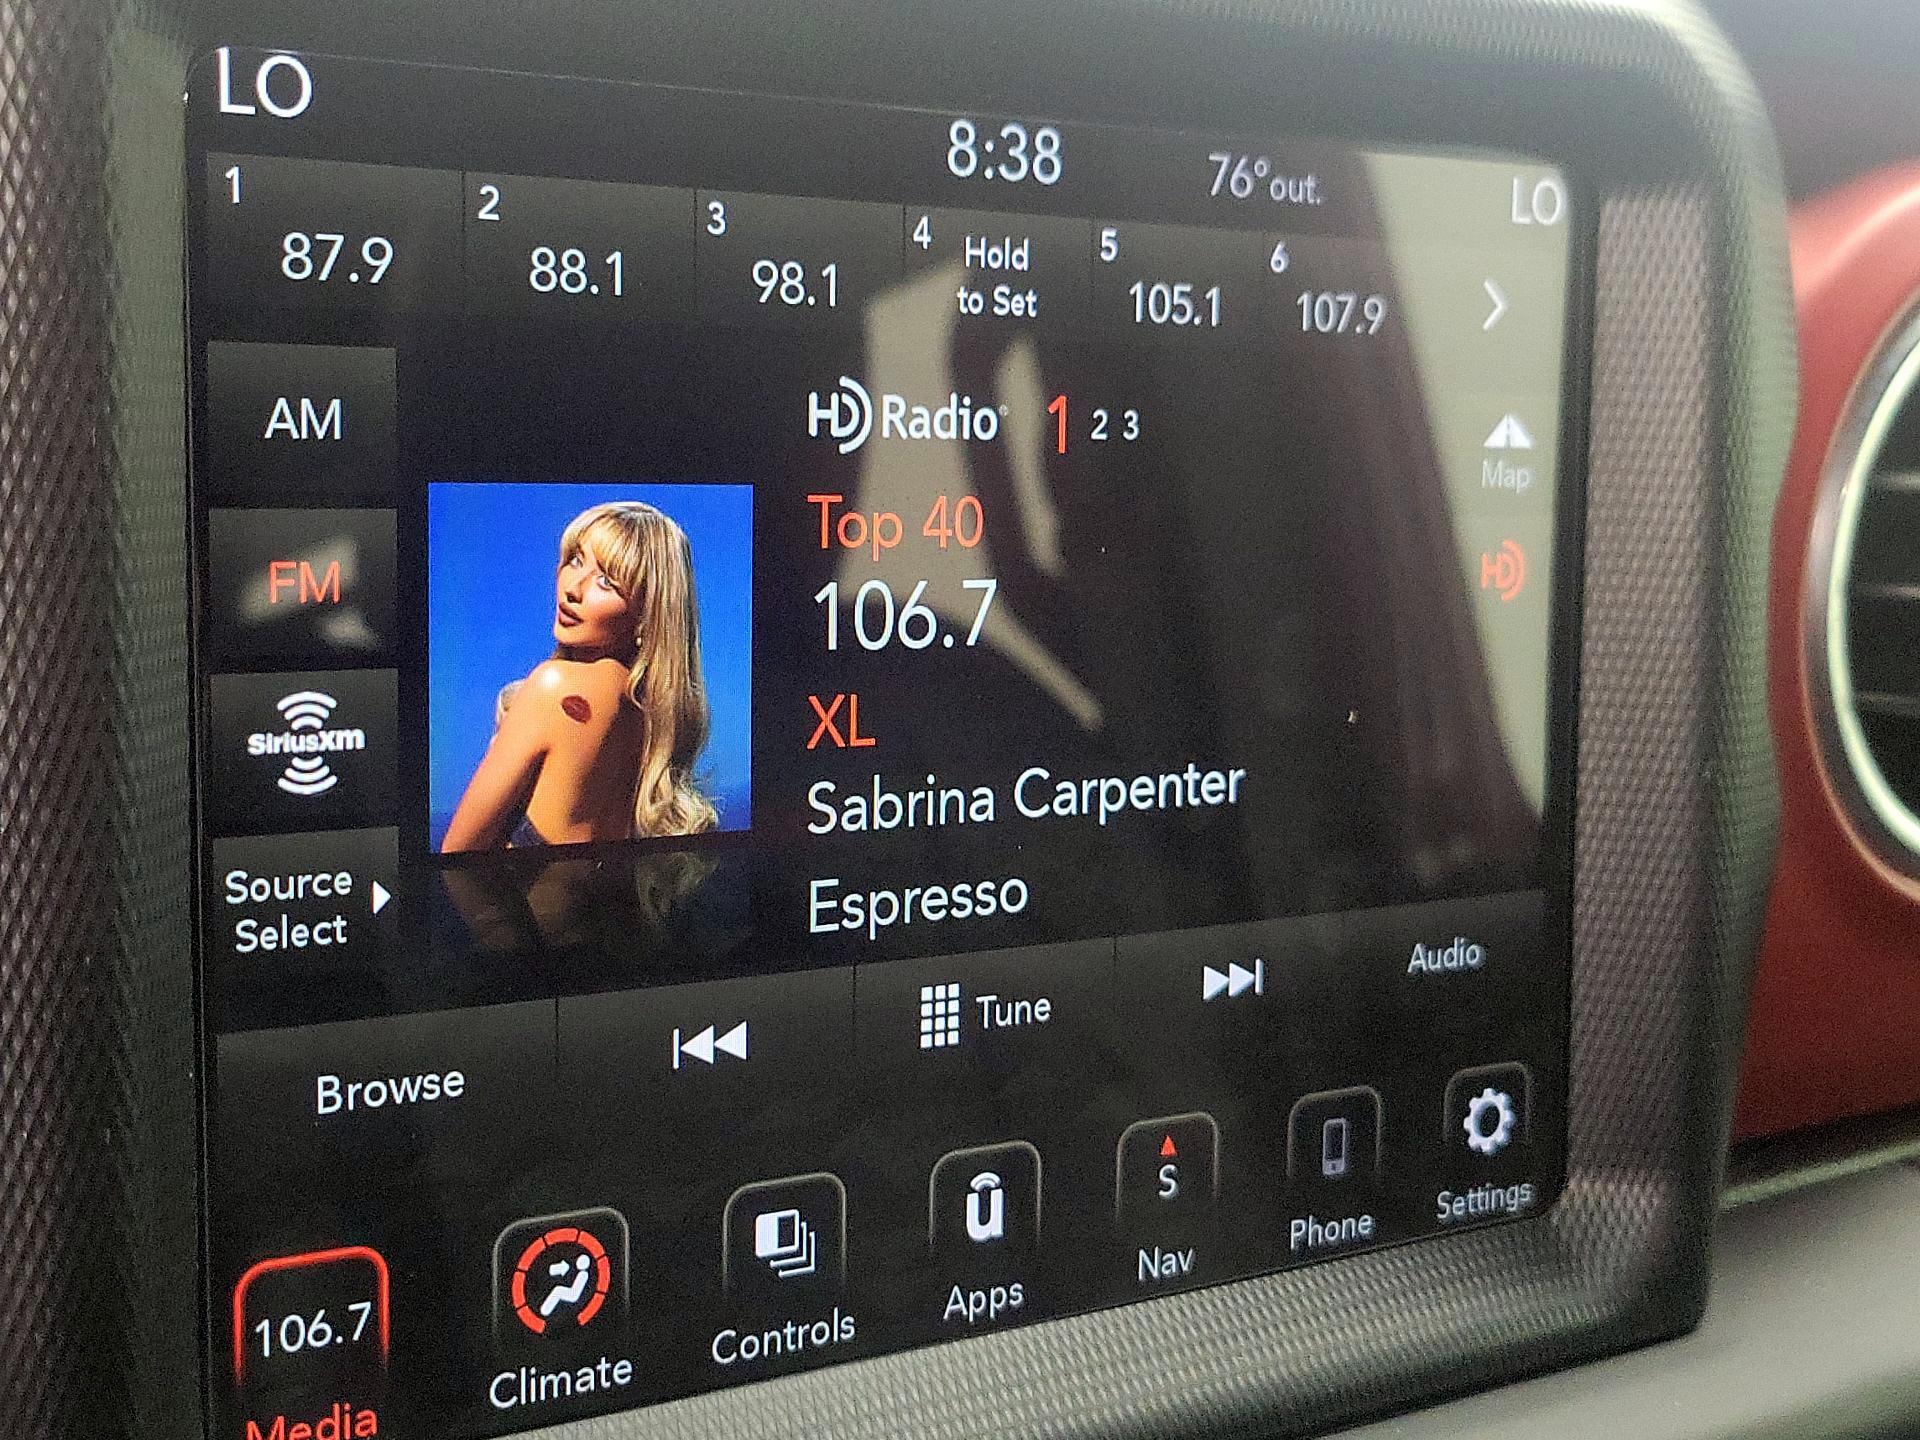 LO
8:38
76°out.
LO
1
87.9
2
88.1
3
98.1
4
Hold
to Set
5
105.1
6
107.9
AM
HD Radio® 1 2 3
Map
FM
Top 40
HD
106.7
SiriusXm
XL
Sabrina Carpenter
Source
Select
Espresso
Browse
Tune
Audio
106.7
Media
Climate
Controls
u
Apps
S
Nav
Phone
Settings